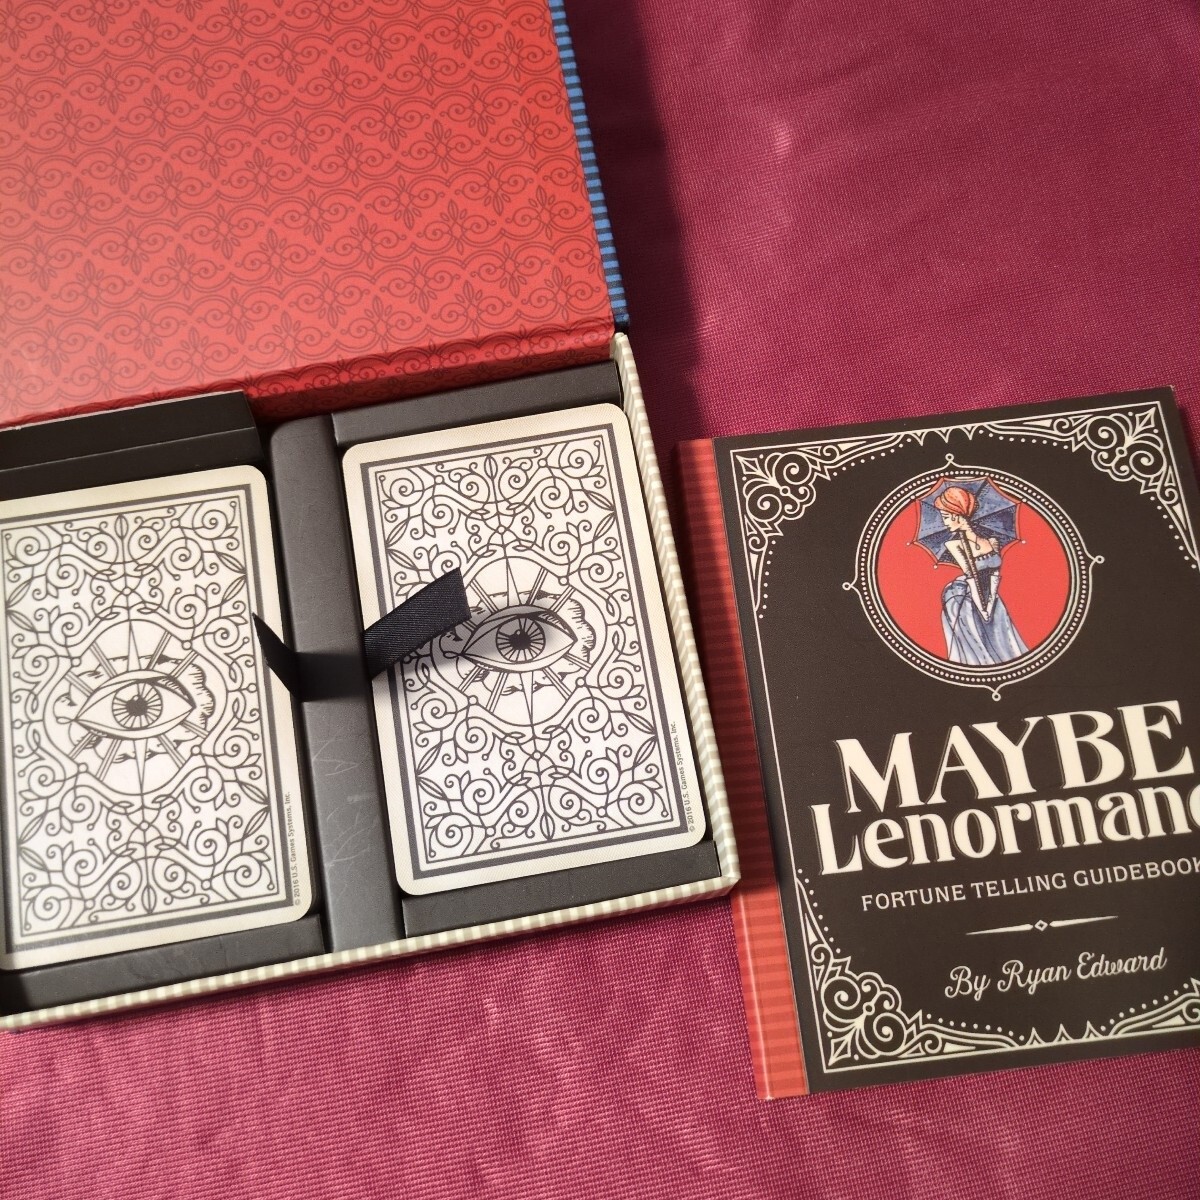 © 2016 U.S. Games Systems, Inc.
© 2016 U.S. Games Systems, Inc.
MAYBE
Lenormand
FORTUNE TELLING GUIDEBOOK
By Ryan Edward